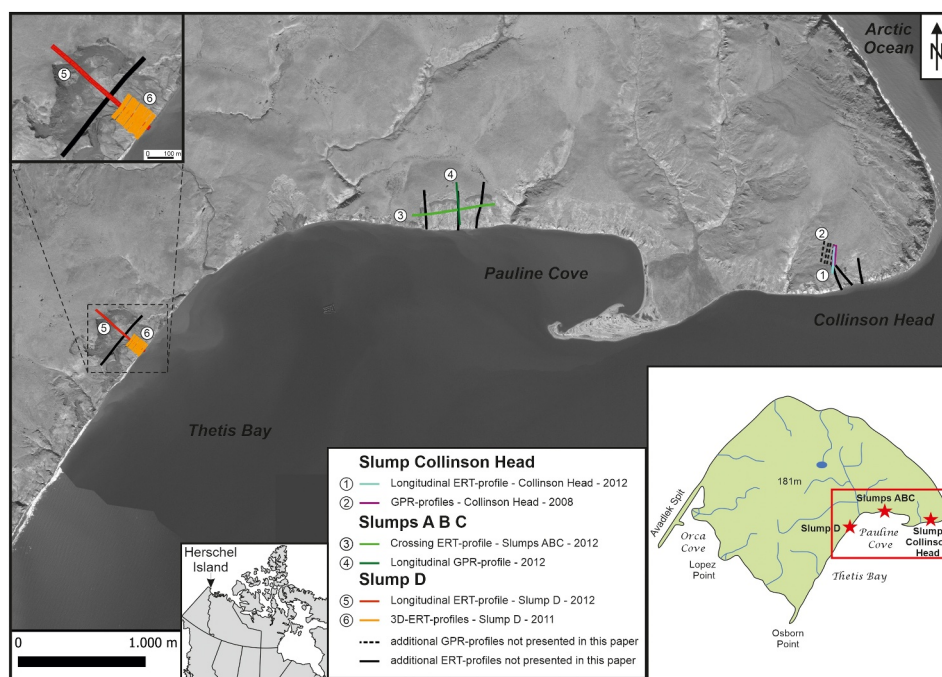 Arctic
Ocean
N
5
6
0 100 m
4
3
2
1
Pauline Cove
Collinson Head
5
6
Thetis Bay
Slump Collinson Head
1 Longitudinal ERT-profile - Collinson Head - 2012
2 GPR-profiles - Collinson Head - 2008
Slumps A B C
3 Crossing ERT-profile - Slumps ABC - 2012
4 Longitudinal GPR-profile - 2012
Slump D
5 Longitudinal ERT-profile - Slump D - 2012
6 3D-ERT-profiles - Slump D - 2011
additional GPR-profiles not presented in this paper
additional ERT-profiles not presented in this paper
Herschel
Island
0 1.000 m
181m
Slumps ABC
Avadlek Spit
Orca
Cove
Slump D
Pauline
Cove
Slump
Collinson
Head
Lopez
Point
Thetis Bay
Osborn
Point